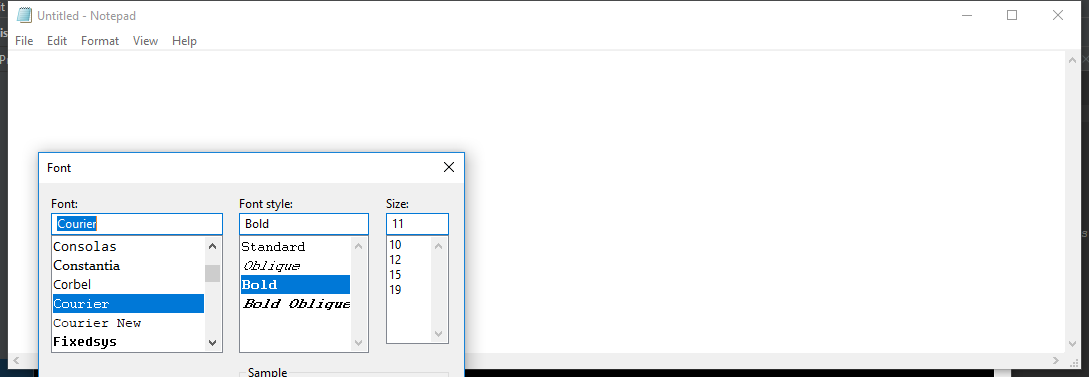 Untitled - Notepad
File Edit Format View Help
Font
Font: Font style: Size:
Courier Bold 11
Consolas Standard 10
Constantia Oblique 12
Corbel Bold 15
Courier Bold Oblique 19
Courier New
Fixedsys
Sample